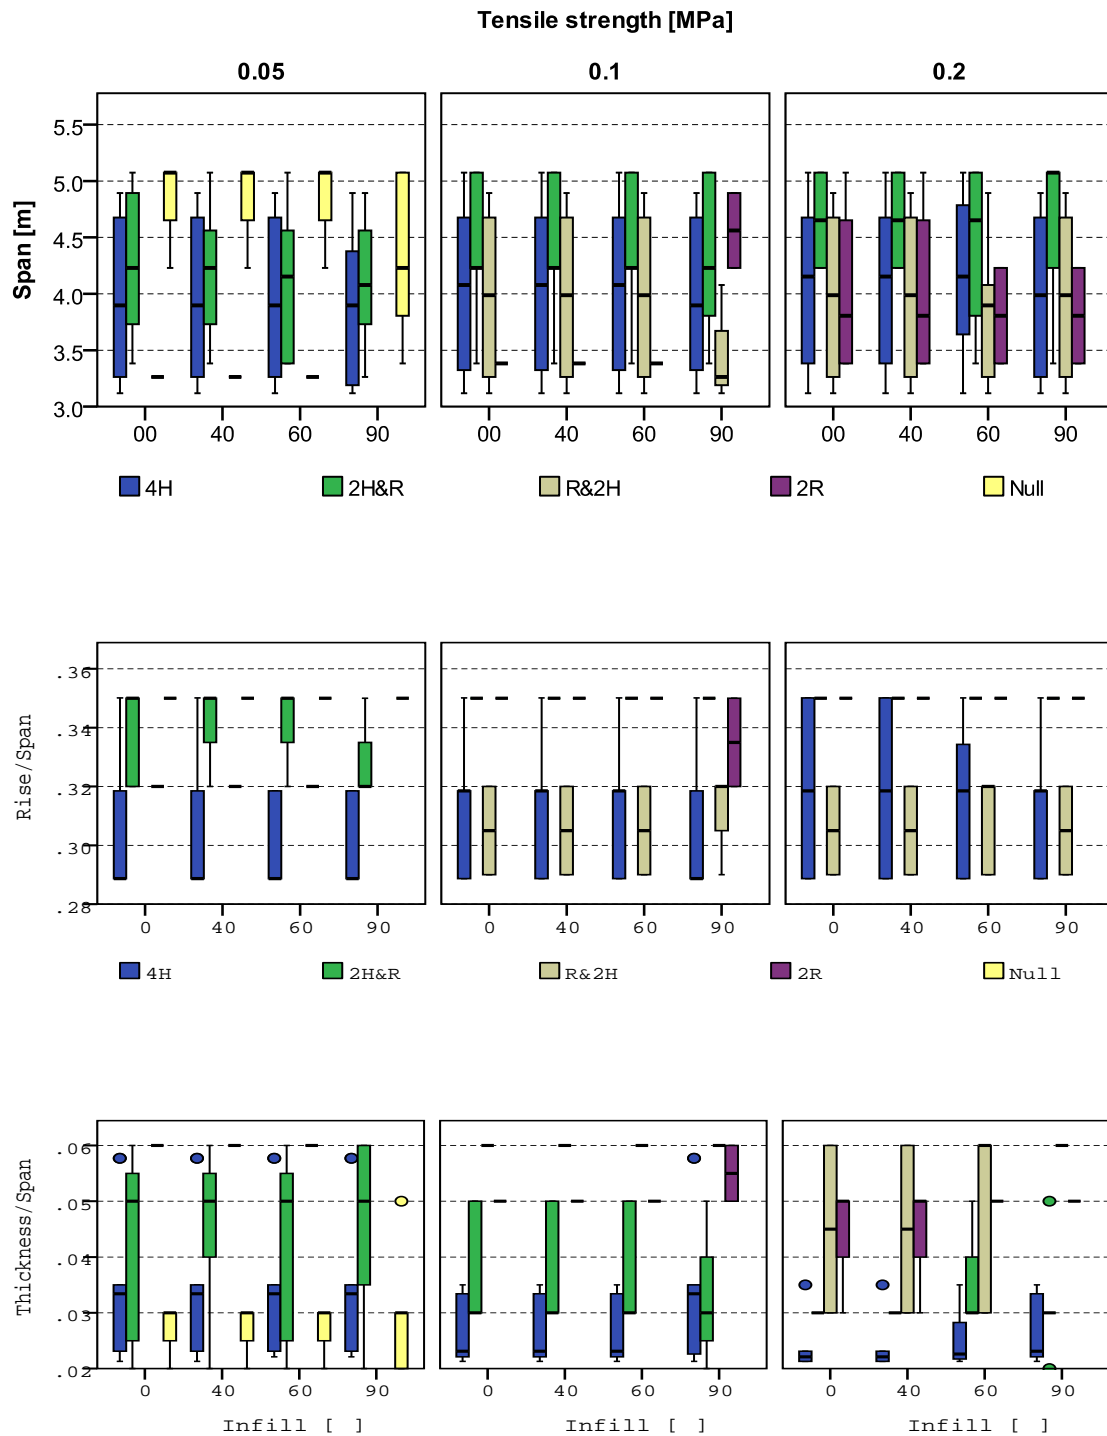 Tensile strength [MPa]
0.05 0.1 0.2
Span [m]
5.5
5.0
4.5
4.0
3.5
3.0
00 40 60 90 00 40 60 90 00 40 60 90
4H 2H&R R&2H 2R Null
Rise/Span
.36
.34
.32
.30
.28
0 40 60 90 0 40 60 90 0 40 60 90
4H 2H&R R&2H 2R Null
Thickness/Span
.06
.05
.04
.03
.02
0 40 60 90 0 40 60 90 0 40 60 90
Infill [ ] Infill [ ] Infill [ ]